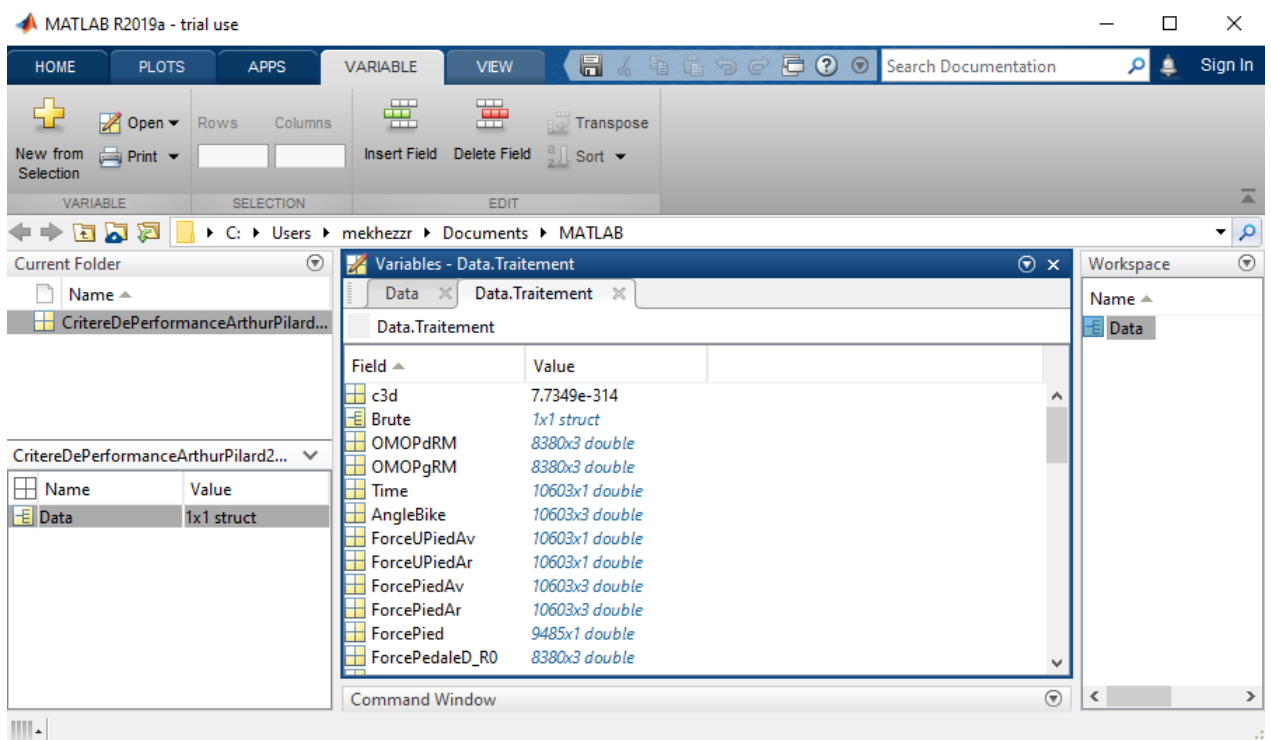 MATLAB R2019a - trial use
HOME PLOTS APPS VARIABLE VIEW Search Documentation Sign In
New from Selection
Open
Print
Rows Columns
Insert Field Delete Field
Transpose
Sort
VARIABLE SELECTION EDIT
C: Users mekhezzr Documents MATLAB
Current Folder
Name
CritereDePerformanceArthurPilard...
CritereDePerformanceArthurPilard2...
Name Value
Data 1x1 struct
Variables - Data.Traitement
Data Data.Traitement
Data.Traitement
Field Value
c3d 7.7349e-314
Brute 1x1 struct
OMOPdRM 8380x3 double
OMOPgRM 8380x3 double
Time 10603x1 double
AngleBike 10603x3 double
ForceUPiedAv 10603x1 double
ForceUPiedAr 10603x1 double
ForcePiedAv 10603x3 double
ForcePiedAr 10603x3 double
ForcePied 9485x1 double
ForcePedaleD_R0 8380x3 double
Command Window
Workspace
Name
Data